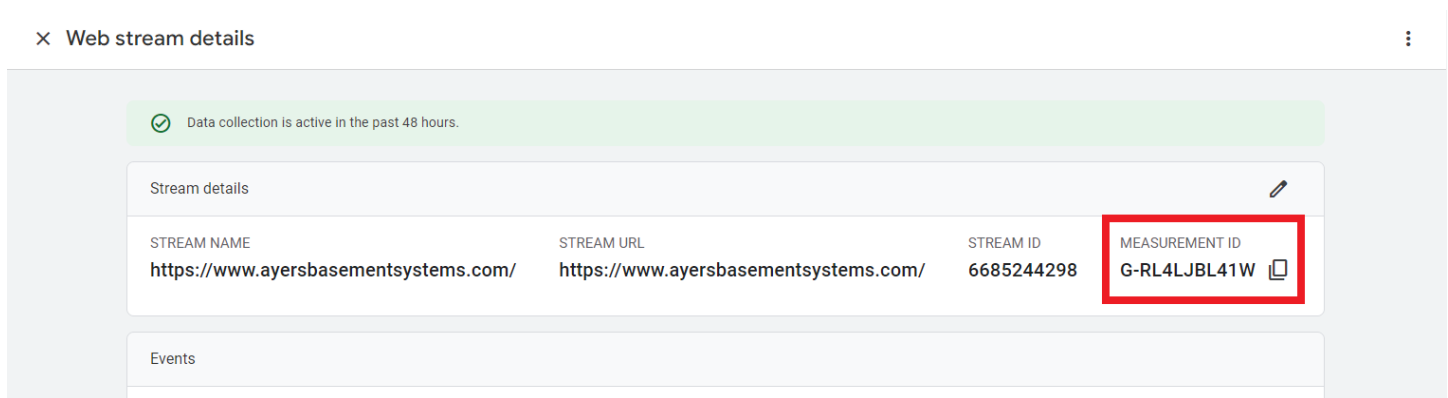 Web stream details
Data collection is active in the past 48 hours.
Stream details
STREAM NAME STREAM URL STREAM ID MEASUREMENT ID
https://www.ayersbasementsystems.com/ https://www.ayersbasementsystems.com/ 6685244298 G-RL4LJBL41W
Events